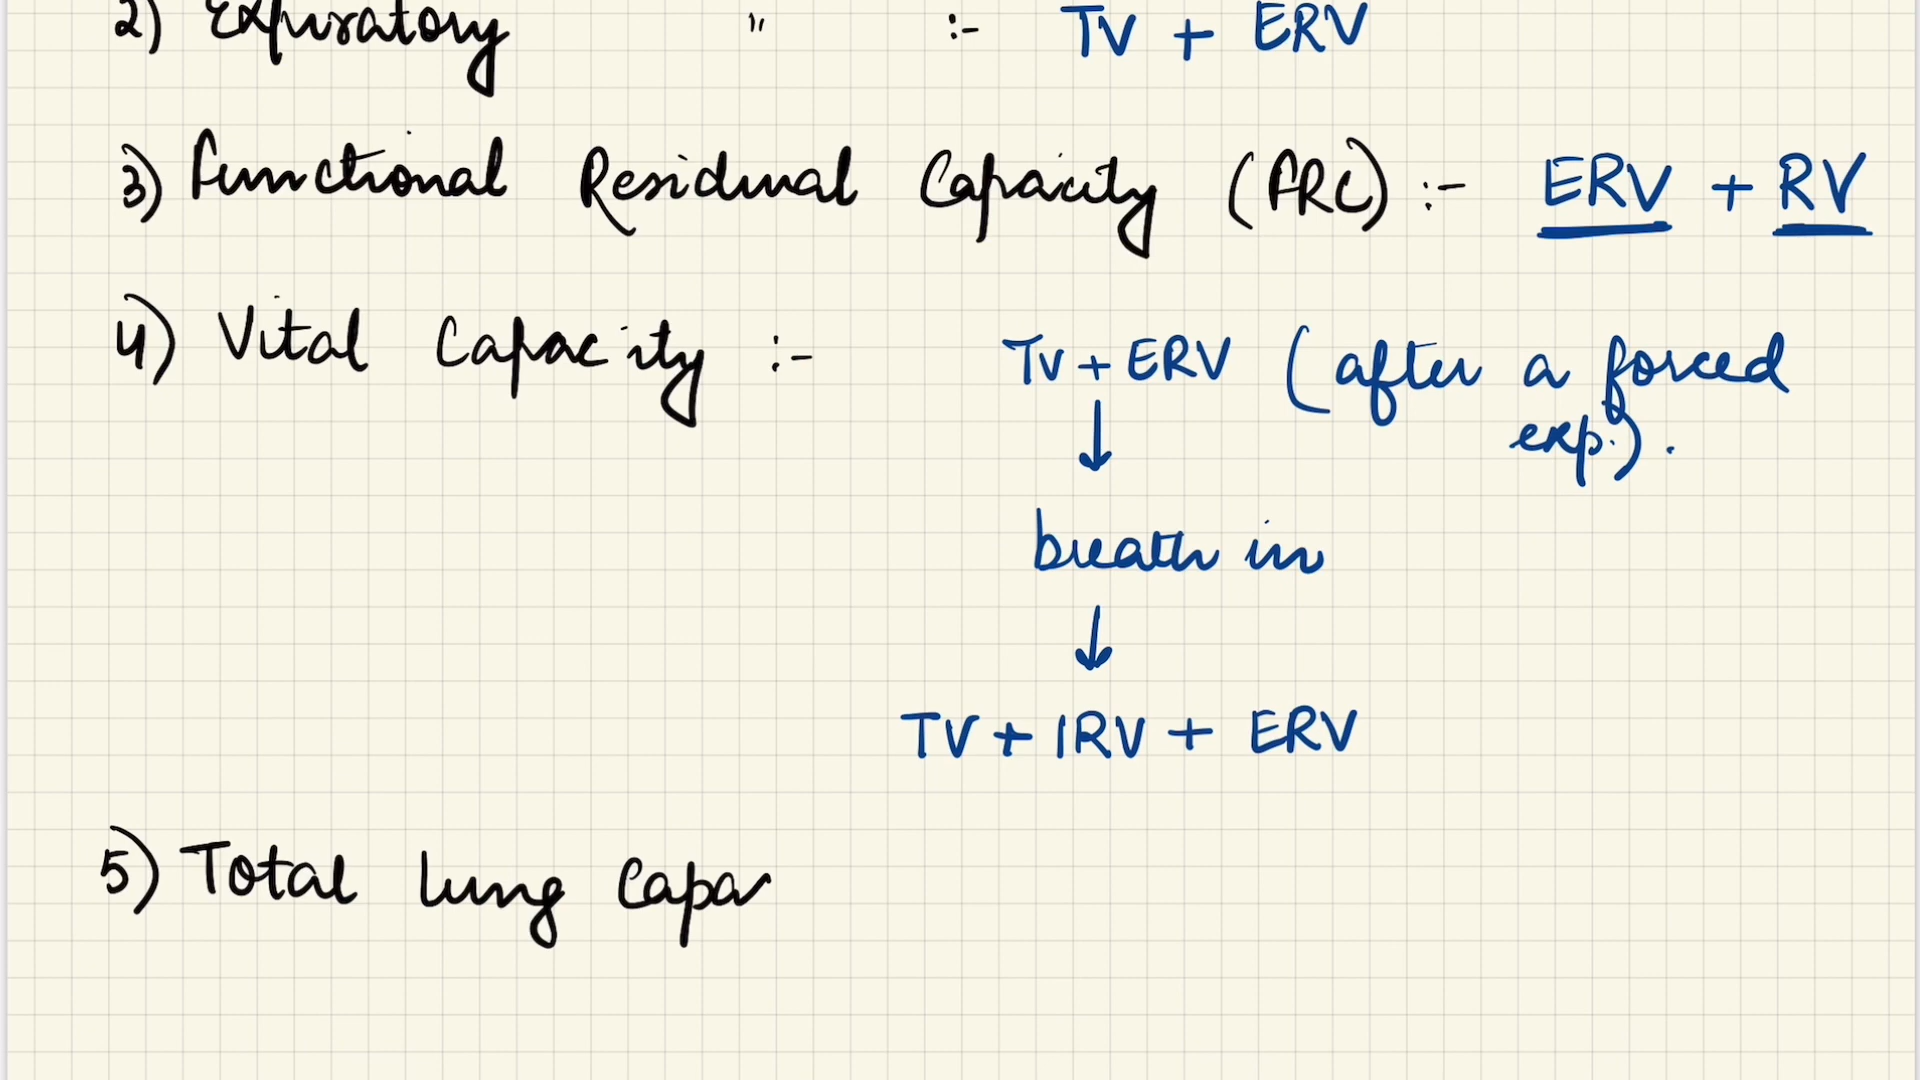 2) Expiratory " :- TV + ERV
3) Functional Residual Capacity (FRC) :- ERV + RV
4) Vital Capacity :- TV + ERV (after a forced
exp.).
↓
breath in
↓
TV + IRV + ERV
5) Total lung Capa